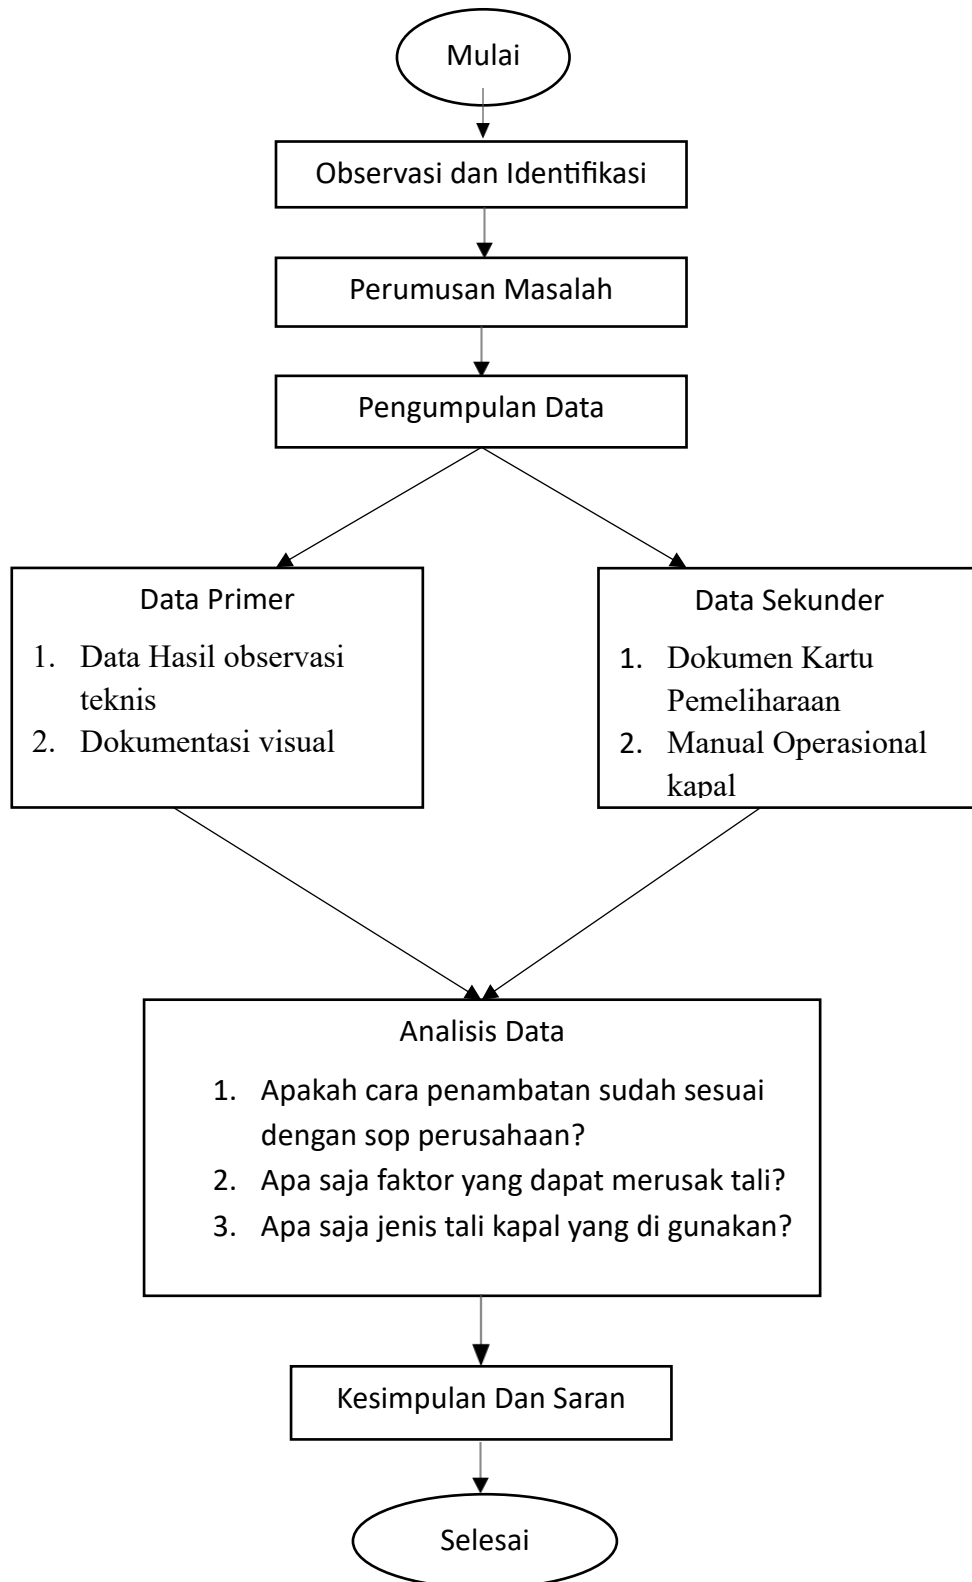 Mulai
Observasi dan Identifikasi
Perumusan Masalah
Pengumpulan Data
Data Primer
1. Data Hasil observasi
teknis
2. Dokumentasi visual
Data Sekunder
1. Dokumen Kartu
Pemeliharaan
2. Manual Operasional
kapal
Analisis Data
1. Apakah cara penambatan sudah sesuai
dengan sop perusahaan?
2. Apa saja faktor yang dapat merusak tali?
3. Apa saja jenis tali kapal yang di gunakan?
Kesimpulan Dan Saran
Selesai